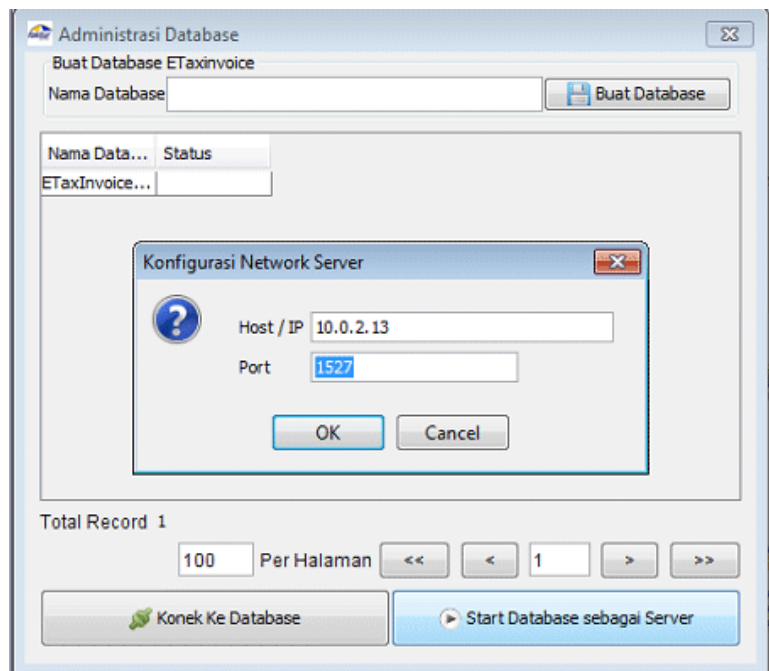 Administrasi Database
Buat Database ETaxinvoice
Nama Database Buat Database
Nama Data... Status
ETaxInvoice...
Konfigurasi Network Server
Host / IP 10.0.2.13
Port 1527
OK Cancel
Total Record 1
100 Per Halaman << < 1 > >>
Konek Ke Database Start Database sebagai Server